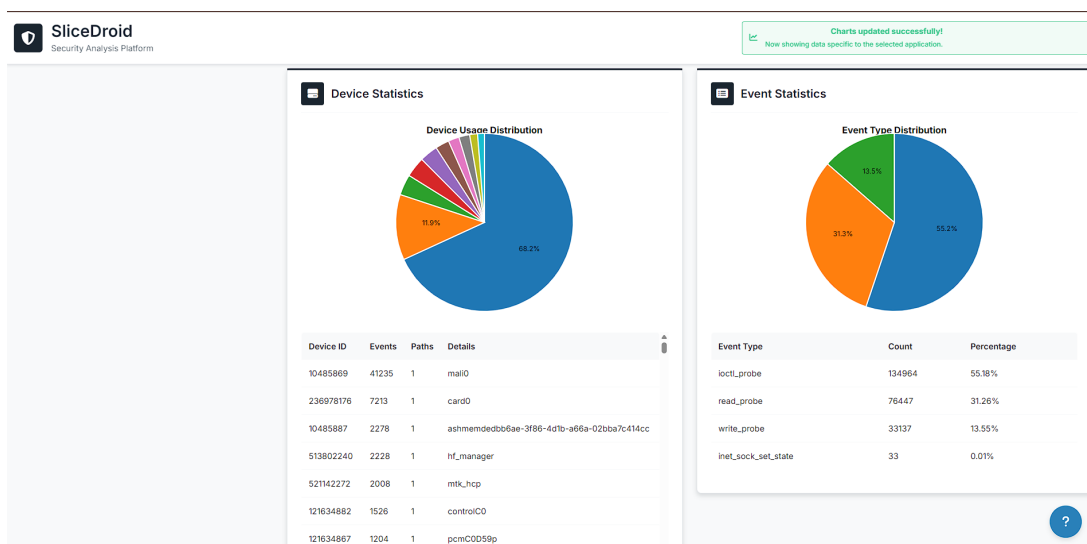 SliceDroid
Security Analysis Platform
Charts updated successfully!
Now showing data specific to the selected application.
Device Statistics
Device Usage Distribution
11.9%
68.2%
Device ID Events Paths Details
10485869 41235 1 mali0
236978176 7213 1 card0
10485887 2278 1 ashmemdedbb6ae-3f86-4d1b-a66a-02bba7c414cc
513802240 2228 1 hf_manager
521142272 2008 1 mtk_hcp
121634882 1526 1 controlC0
121634867 1204 1 pcmC0D59p
Event Statistics
Event Type Distribution
13.5%
31.3%
55.2%
Event Type Count Percentage
ioctl_probe 134964 55.18%
read_probe 76447 31.26%
write_probe 33137 13.55%
inet_sock_set_state 33 0.01%
?